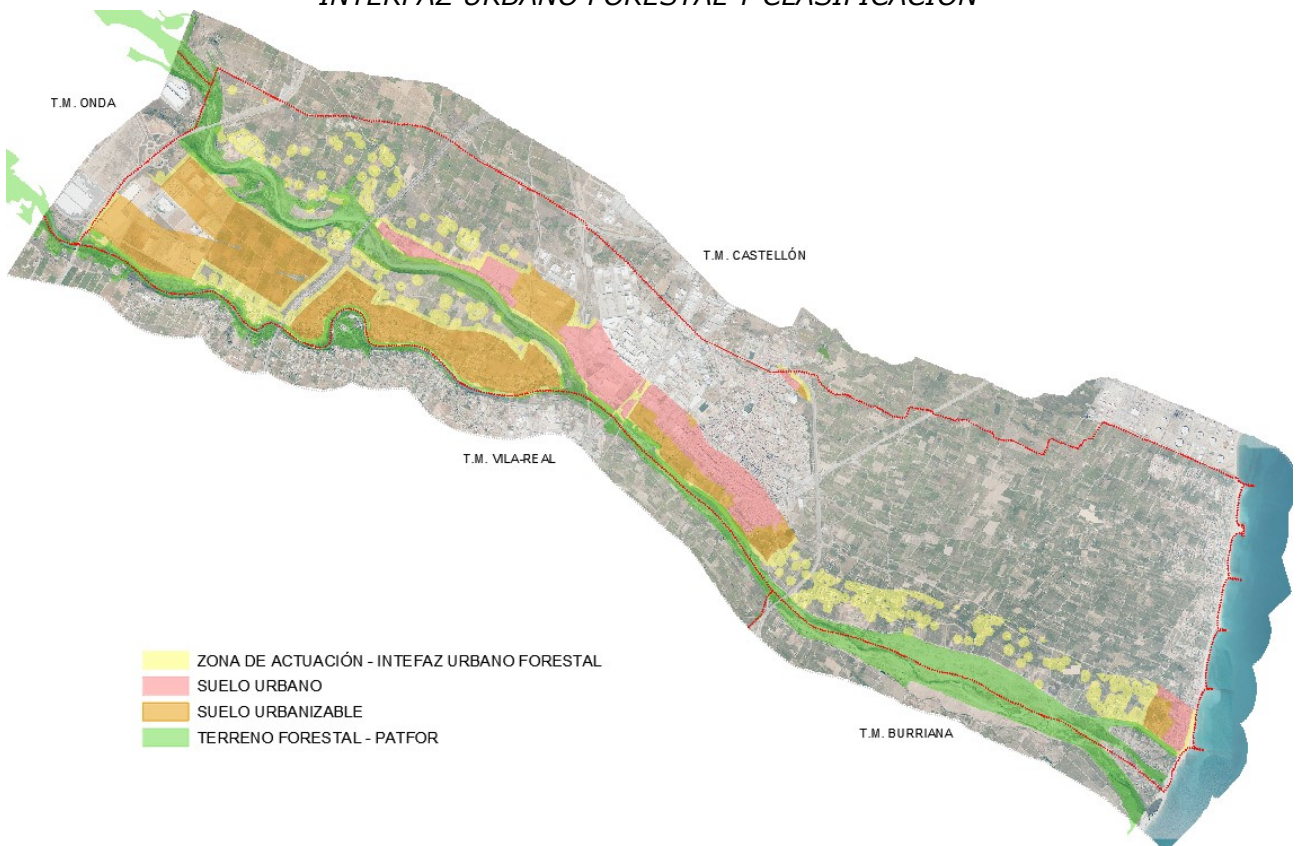 INTERFAZ URBANO FORESTAL Y CLASIFICACIÓN
T.M. ONDA
T.M. CASTELLÓN
T.M. VILA-REAL
ZONA DE ACTUACIÓN - INTEFAZ URBANO FORESTAL
SUELO URBANO
SUELO URBANIZABLE
TERRENO FORESTAL - PATFOR
T.M. BURRIANA